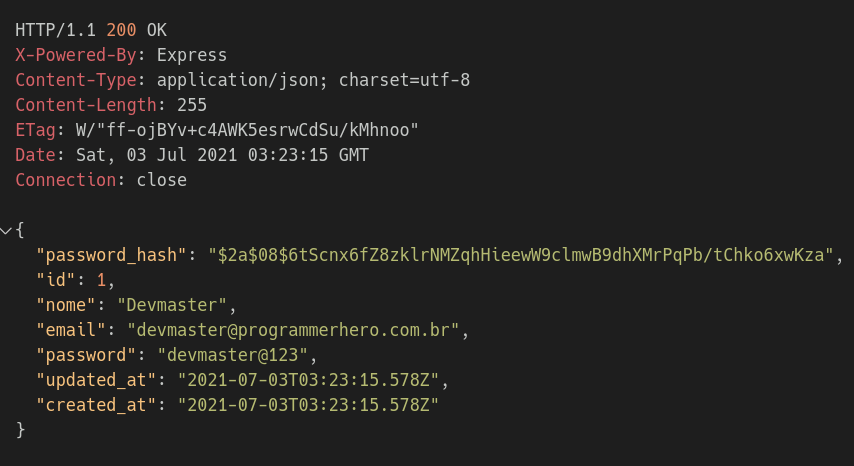 HTTP/1.1 200 OK
X-Powered-By: Express
Content-Type: application/json; charset=utf-8
Content-Length: 255
ETag: W/"ff-ojBYv+c4AWK5esrwCdSu/kMhnoo"
Date: Sat, 03 Jul 2021 03:23:15 GMT
Connection: close
{
"password_hash": "$2a$08$6tScnx6fZ8zklrNMZqhHieewW9clmwB9dhXMrPqPb/tChko6xwKza",
"id": 1,
"nome": "Devmaster",
"email": "devmaster@programmerhero.com.br",
"password": "devmaster@123",
"updated_at": "2021-07-03T03:23:15.578Z",
"created_at": "2021-07-03T03:23:15.578Z"
}